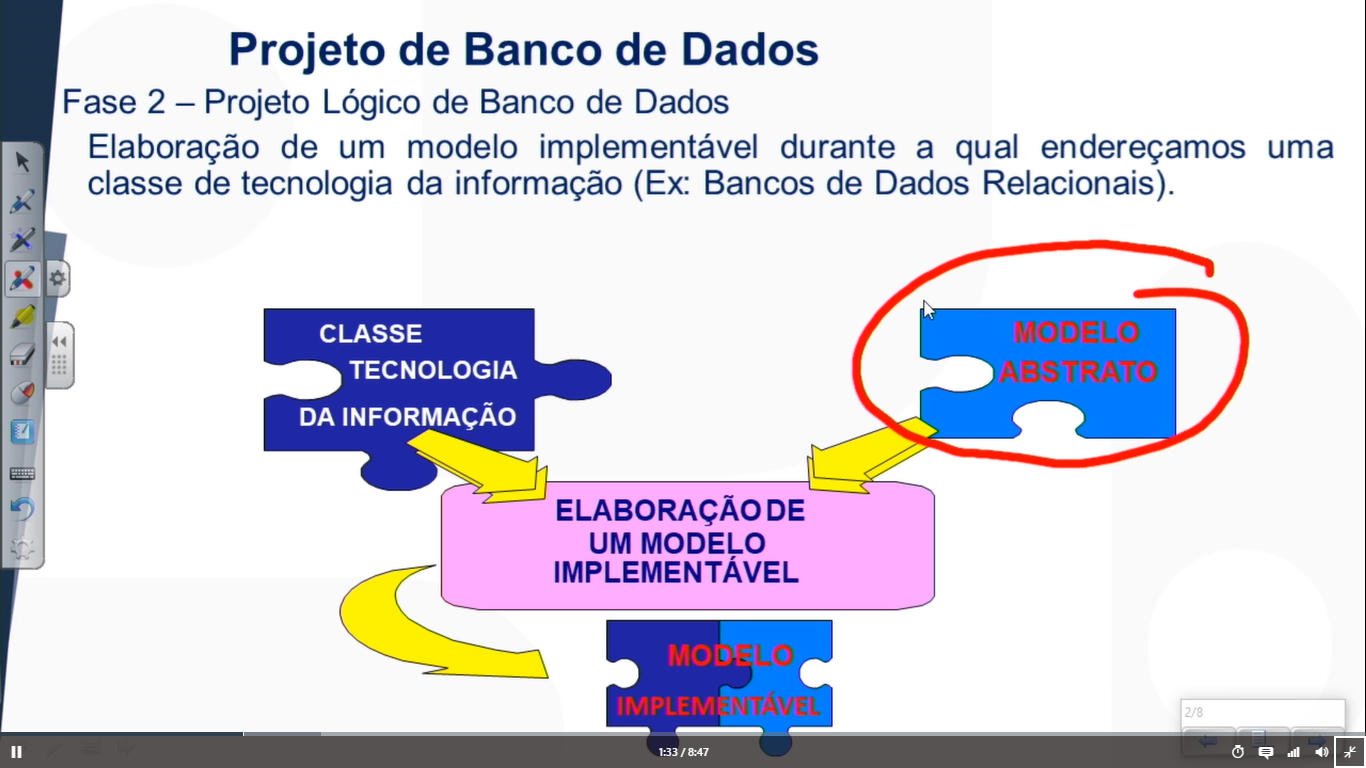 Projeto de Banco de Dados
Fase 2 – Projeto Lógico de Banco de Dados
Elaboração de um modelo implementável durante a qual endereçamos uma
classe de tecnologia da informação (Ex: Bancos de Dados Relacionais).
CLASSE
TECNOLOGIA
DA INFORMAÇÃO
MODELO
ABSTRATO
ELABORAÇÃO DE
UM MODELO
IMPLEMENTÁVEL
MODELO
IMPLEMENTÁVEL
2/8
1:33 / 8:47